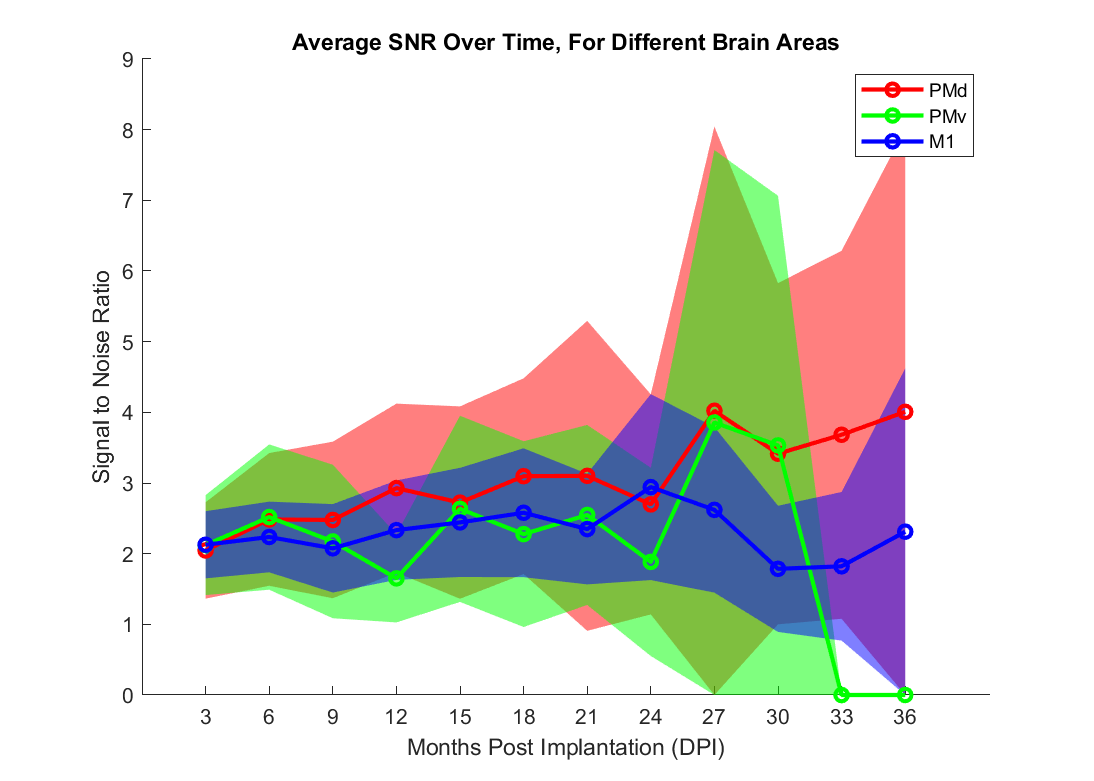 Average SNR Over Time, For Different Brain Areas
9
8
7
6
5
4
3
2
1
0
Signal to Noise Ratio
PMd
PMv
M1
3 6 9 12 15 18 21 24 27 30 33 36
Months Post Implantation (DPI)